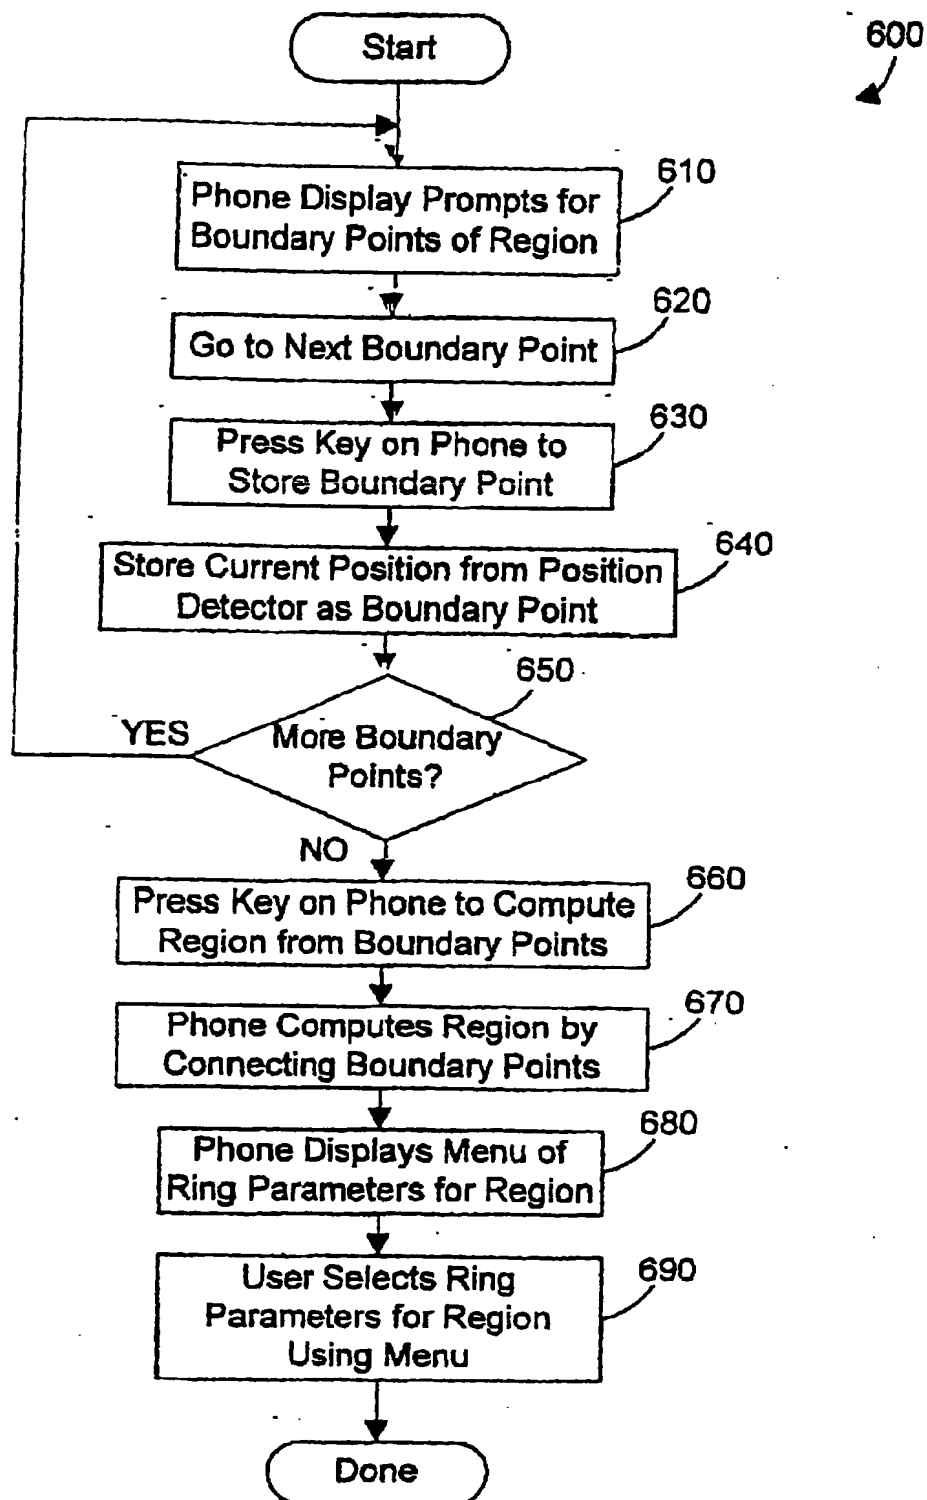 Start
600
Phone Display Prompts for
Boundary Points of Region
610
Go to Next Boundary Point
620
Press Key on Phone to
Store Boundary Point
630
Store Current Position from Position
Detector as Boundary Point
640
More Boundary
Points?
650
YES
NO
Press Key on Phone to Compute
Region from Boundary Points
660
Phone Computes Region by
Connecting Boundary Points
670
Phone Displays Menu of
Ring Parameters for Region
680
User Selects Ring
Parameters for Region
Using Menu
690
Done